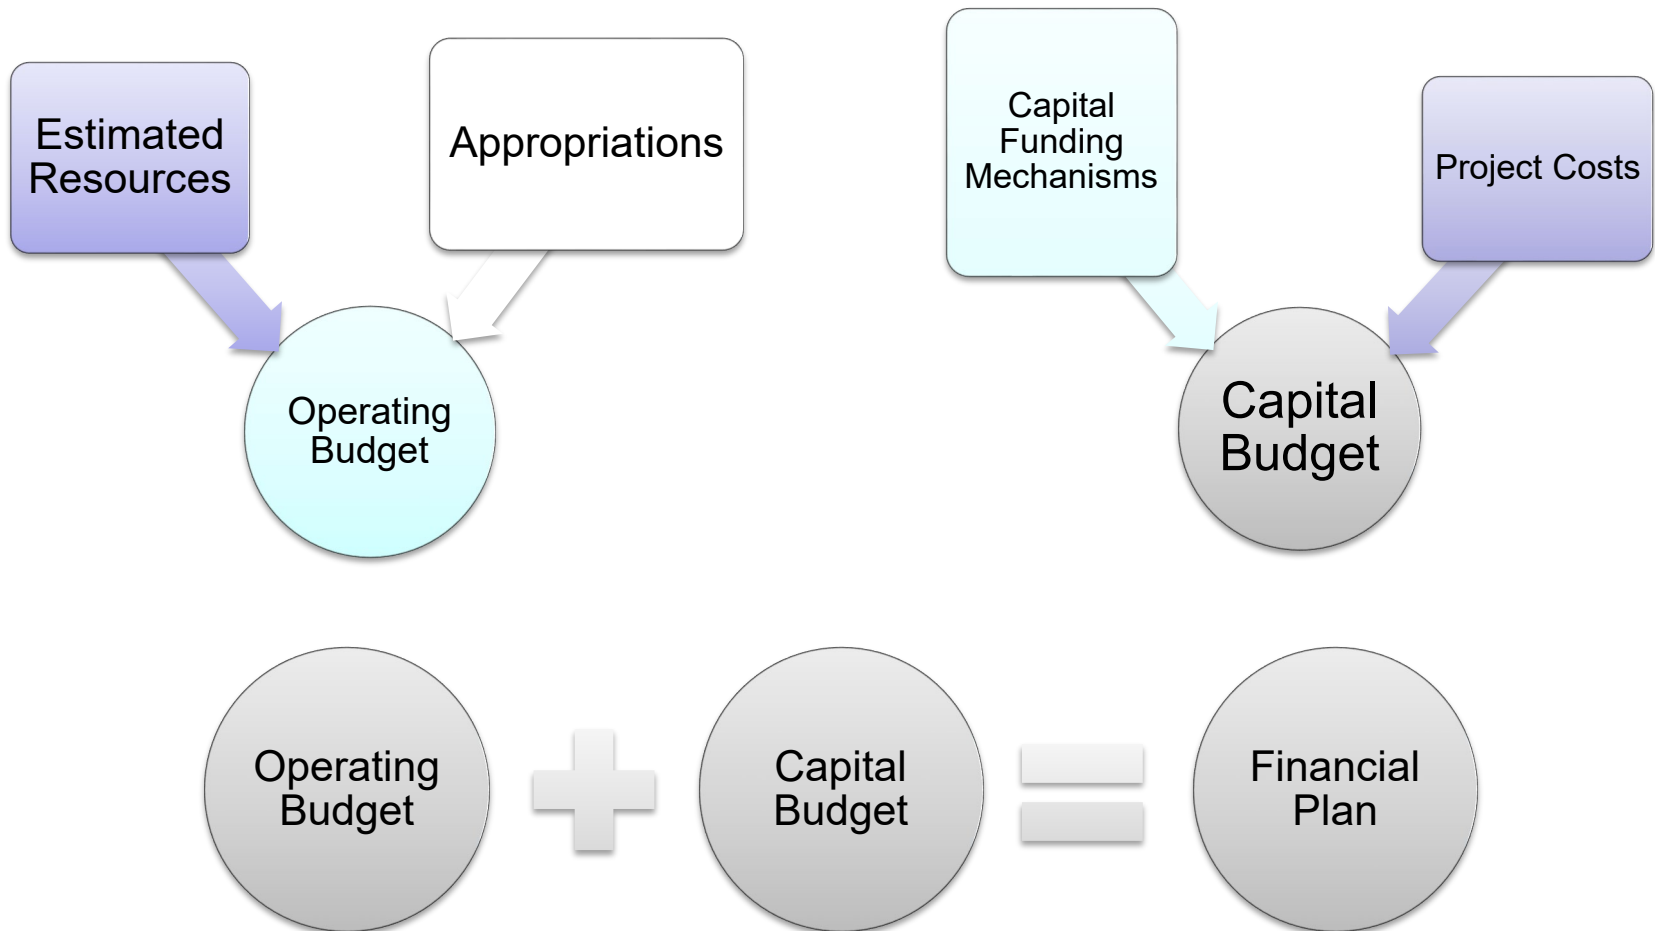 Estimated
Resources
Appropriations
Capital
Funding
Mechanisms
Project Costs
Operating
Budget
Capital
Budget
Operating
Budget
Capital
Budget
Financial
Plan